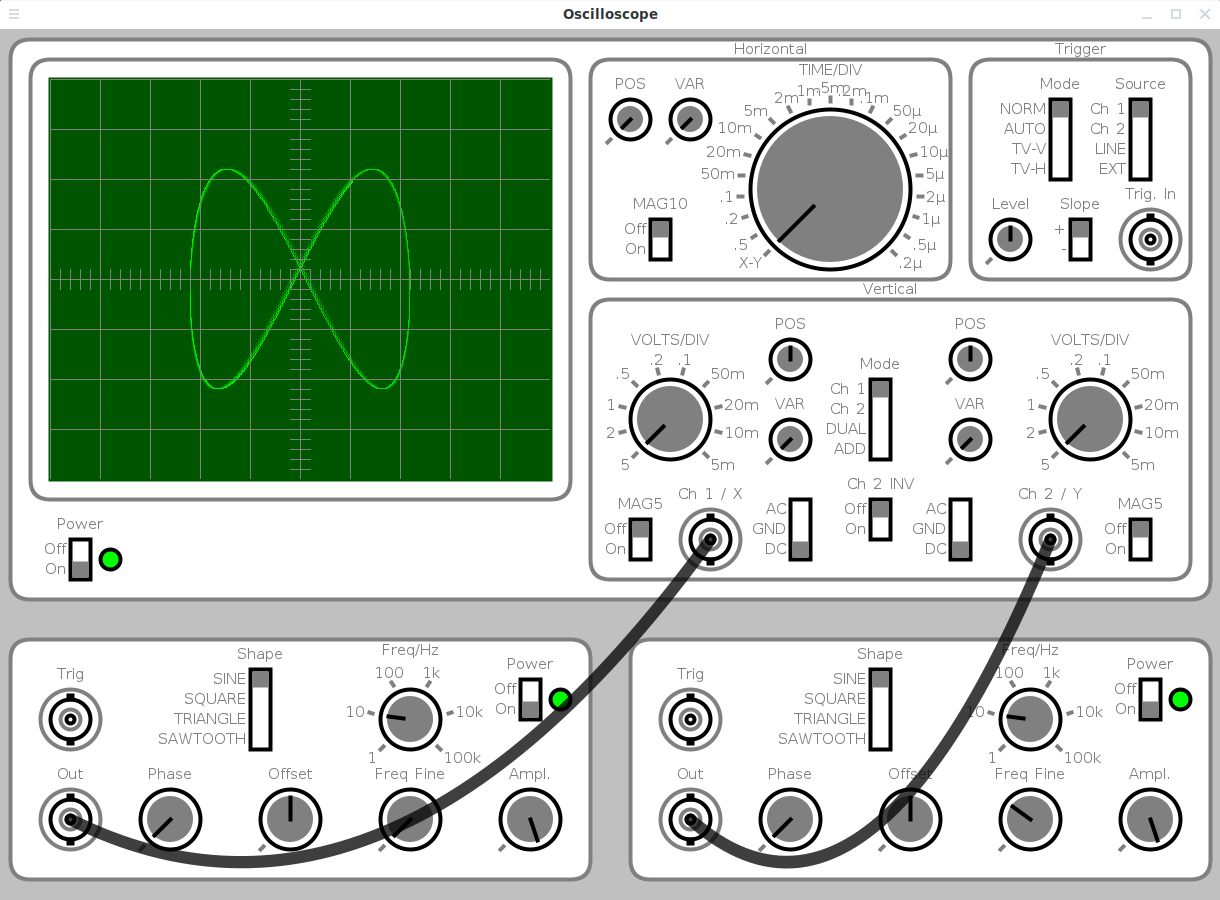 Oscilloscope
Horizontal
POS
VAR
TIME/DIV
X-Y
.5
.2
.1
50m
20m
10m
5m
2m
1m
.5m
.2m
.1m
50µ
20µ
10µ
5µ
2µ
1µ
.5µ
.2µ
MAG10
Off
On
Trigger
Mode
NORM
AUTO
TV-V
TV-H
Source
Ch 1
Ch 2
LINE
EXT
Level
Slope
+
-
Trig. In
Vertical
VOLTS/DIV
5
2
1
.5
.2
.1
50m
20m
10m
5m
POS
VAR
Mode
Ch 1
Ch 2
DUAL
ADD
POS
VAR
VOLTS/DIV
5
2
1
.5
.2
.1
50m
20m
10m
5m
MAG5
Off
On
Ch 1 / X
AC
GND
DC
Ch 2 INV
Off
On
AC
GND
DC
Ch 2 / Y
MAG5
Off
On
Power
Off
On
Trig
Shape
SINE
SQUARE
TRIANGLE
SAWTOOTH
Freq/Hz
1
10
100
1k
10k
100k
Power
Off
On
Out
Phase
Offset
Freq Fine
Ampl.
Trig
Shape
SINE
SQUARE
TRIANGLE
SAWTOOTH
Freq/Hz
1
10
100
1k
10k
100k
Power
Off
On
Out
Phase
Offset
Freq Fine
Ampl.